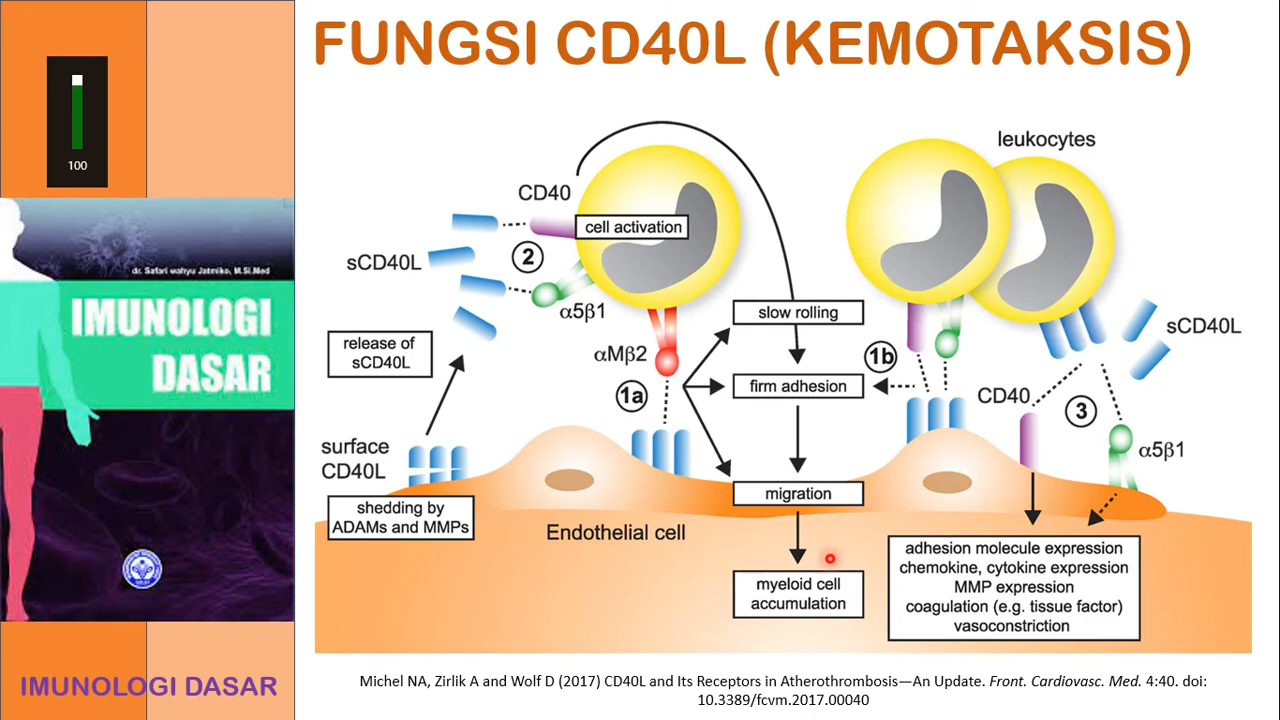 FUNGSI CD40L (KEMOTAKSIS)
100
dr. Safari wahyu Jatmiko, M.Si.Med
IMUNOLOGI
DASAR
IMUNOLOGI DASAR
leukocytes
CD40
cell activation
2
sCD40L
α5β1
release of
sCD40L
αMβ2
1a
slow rolling
firm adhesion
1b
migration
myeloid cell
accumulation
surface
CD40L
shedding by
ADAMs and MMPs
Endothelial cell
sCD40L
CD40
3
α5β1
adhesion molecule expression
chemokine, cytokine expression
MMP expression
coagulation (e.g. tissue factor)
vasoconstriction
Michel NA, Zirlik A and Wolf D (2017) CD40L and Its Receptors in Atherothrombosis—An Update. Front. Cardiovasc. Med. 4:40. doi:
10.3389/fcvm.2017.00040